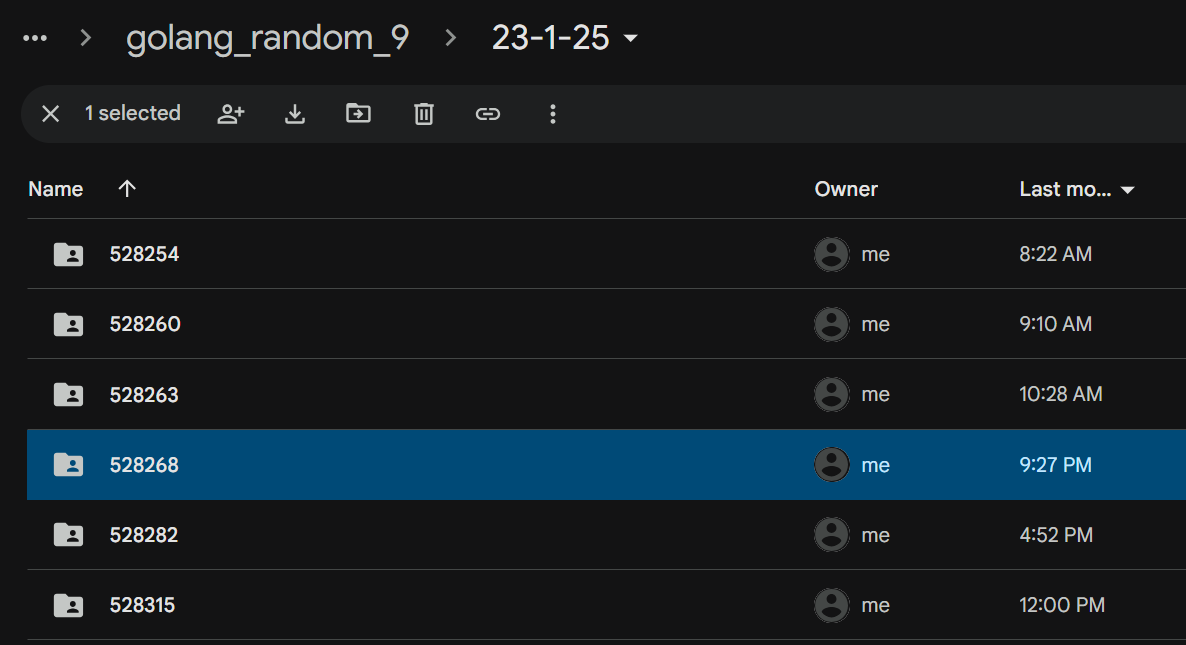 golang_random_9 23-1-25
1 selected
Name Owner Last mo...
528254 me 8:22 AM
528260 me 9:10 AM
528263 me 10:28 AM
528268 me 9:27 PM
528282 me 4:52 PM
528315 me 12:00 PM